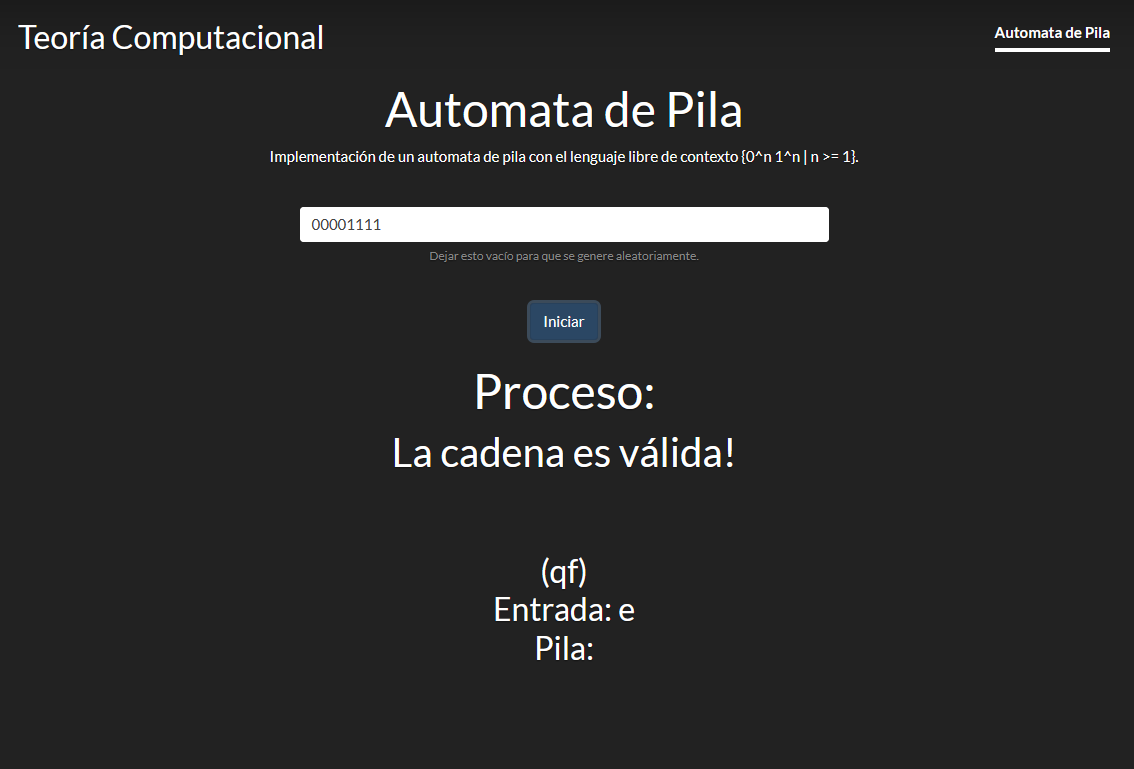 Teoría Computacional
Automata de Pila
Automata de Pila
Implementación de un automata de pila con el lenguaje libre de contexto {0^n 1^n | n >= 1}.
00001111
Dejar esto vacío para que se genere aleatoriamente.
Iniciar
Proceso:
La cadena es válida!
(qf)
Entrada: e
Pila: